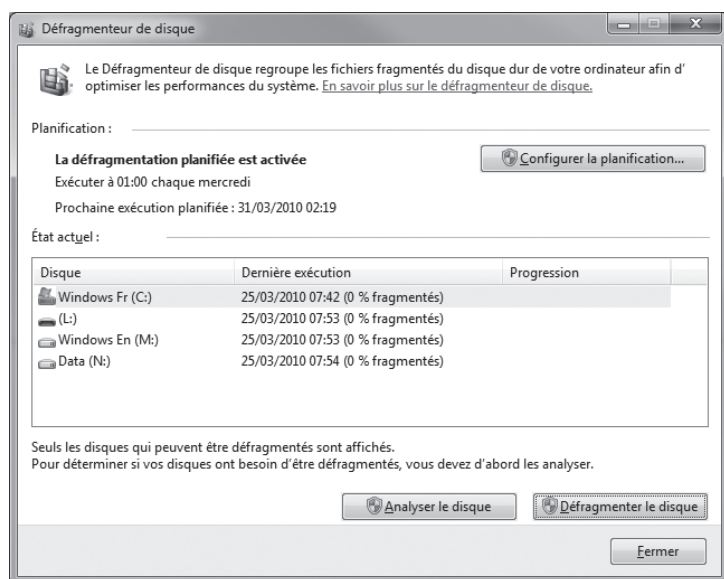 Défragmenteur de disque
Le Défragmenteur de disque regroupe les fichiers fragmentés du disque dur de votre ordinateur afin d'
optimiser les performances du système. En savoir plus sur le défragmenteur de disque.
Planification :
La défragmentation planifiée est activée
Configurer la planification...
Exécuter à 01:00 chaque mercredi
Prochaine exécution planifiée : 31/03/2010 02:19
État actuel :
Disque Dernière exécution Progression
Windows Fr (C:) 25/03/2010 07:42 (0 % fragmentés)
(L:) 25/03/2010 07:53 (0 % fragmentés)
Windows En (M:) 25/03/2010 07:53 (0 % fragmentés)
Data (N:) 25/03/2010 07:54 (0 % fragmentés)
Seuls les disques qui peuvent être défragmentés sont affichés.
Pour déterminer si vos disques ont besoin d'être défragmentés, vous devez d'abord les analyser.
Analyser le disque Défragmenter le disque
Fermer